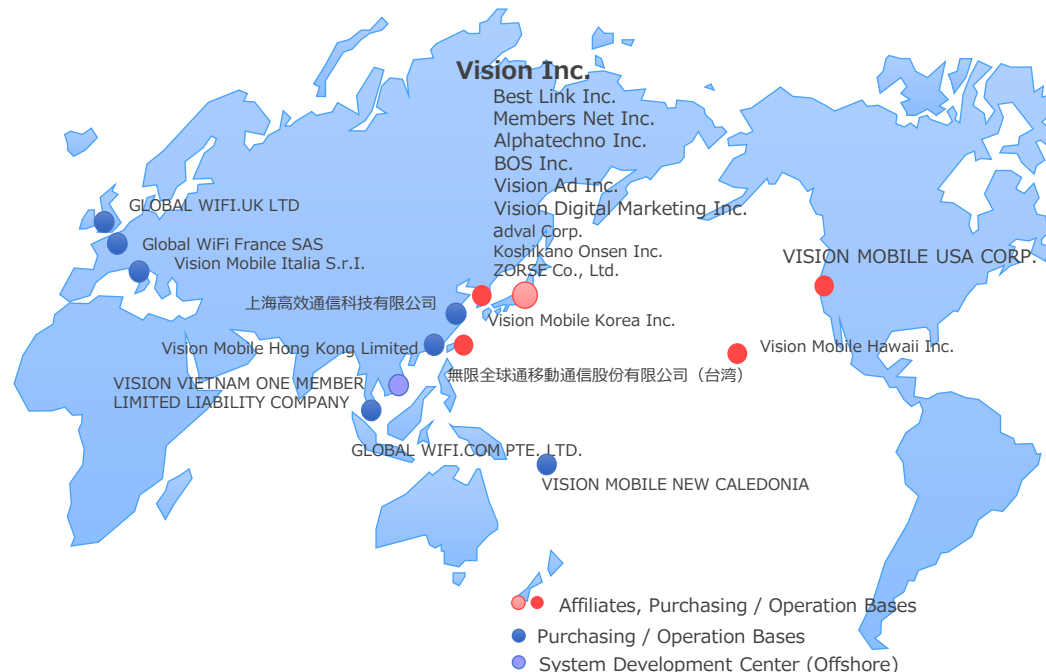 Vision Inc.
Best Link Inc.
Members Net Inc.
Alphatechno Inc.
BOS Inc.
Vision Ad Inc.
Vision Digital Marketing Inc.
adval Corp.
Koshikano Onsen Inc.
ZORSE Co., Ltd.
GLOBAL WIFI.UK LTD
Global WiFi France SAS
Vision Mobile Italia S.r.I.
VISION MOBILE USA CORP.
上海高效通信科技有限公司
Vision Mobile Korea Inc.
Vision Mobile Hong Kong Limited
Vision Mobile Hawaii Inc.
無限全球通移動通信股份有限公司（台湾）
VISION VIETNAM ONE MEMBER
LIMITED LIABILITY COMPANY
GLOBAL WIFI.COM PTE. LTD.
VISION MOBILE NEW CALEDONIA
Affiliates, Purchasing / Operation Bases
Purchasing / Operation Bases
System Development Center (Offshore)